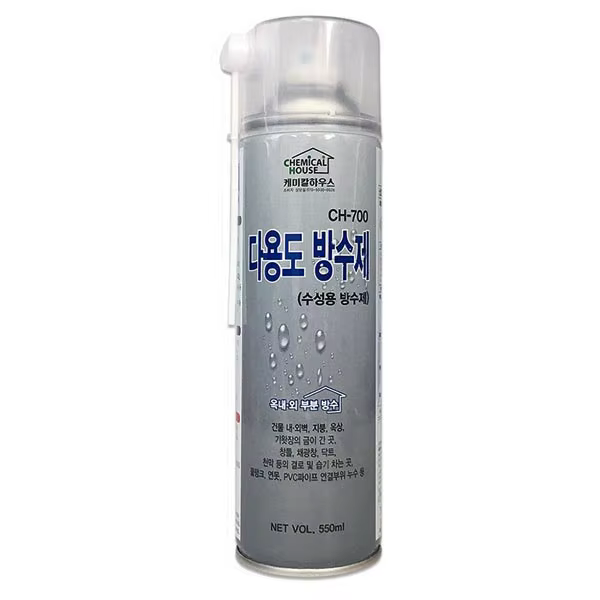 CHEMICAL
HOUSE
케미칼하우스
CH-700
다용도 방수제
(수성용 방수제)
옥내·외 부분 방수
건물 내·외벽, 지붕, 옥상,
기왓장의 금이 간 곳,
창틀, 채광창, 닥트,
천막 등의 결로 및 습기 차는 곳,
물탱크, 연못, PVC파이프 연결부위 누수 등
NET VOL. 550ml